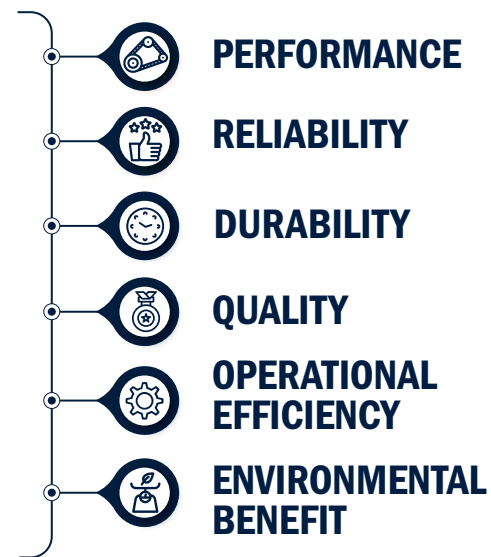 PERFORMANCE
RELIABILITY
DURABILITY
QUALITY
OPERATIONAL
EFFICIENCY
ENVIRONMENTAL
BENEFIT